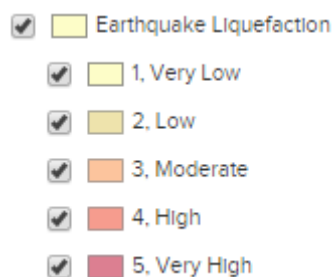 Earthquake Liquefaction
1, Very Low
2, Low
3, Moderate
4, High
5, Very High